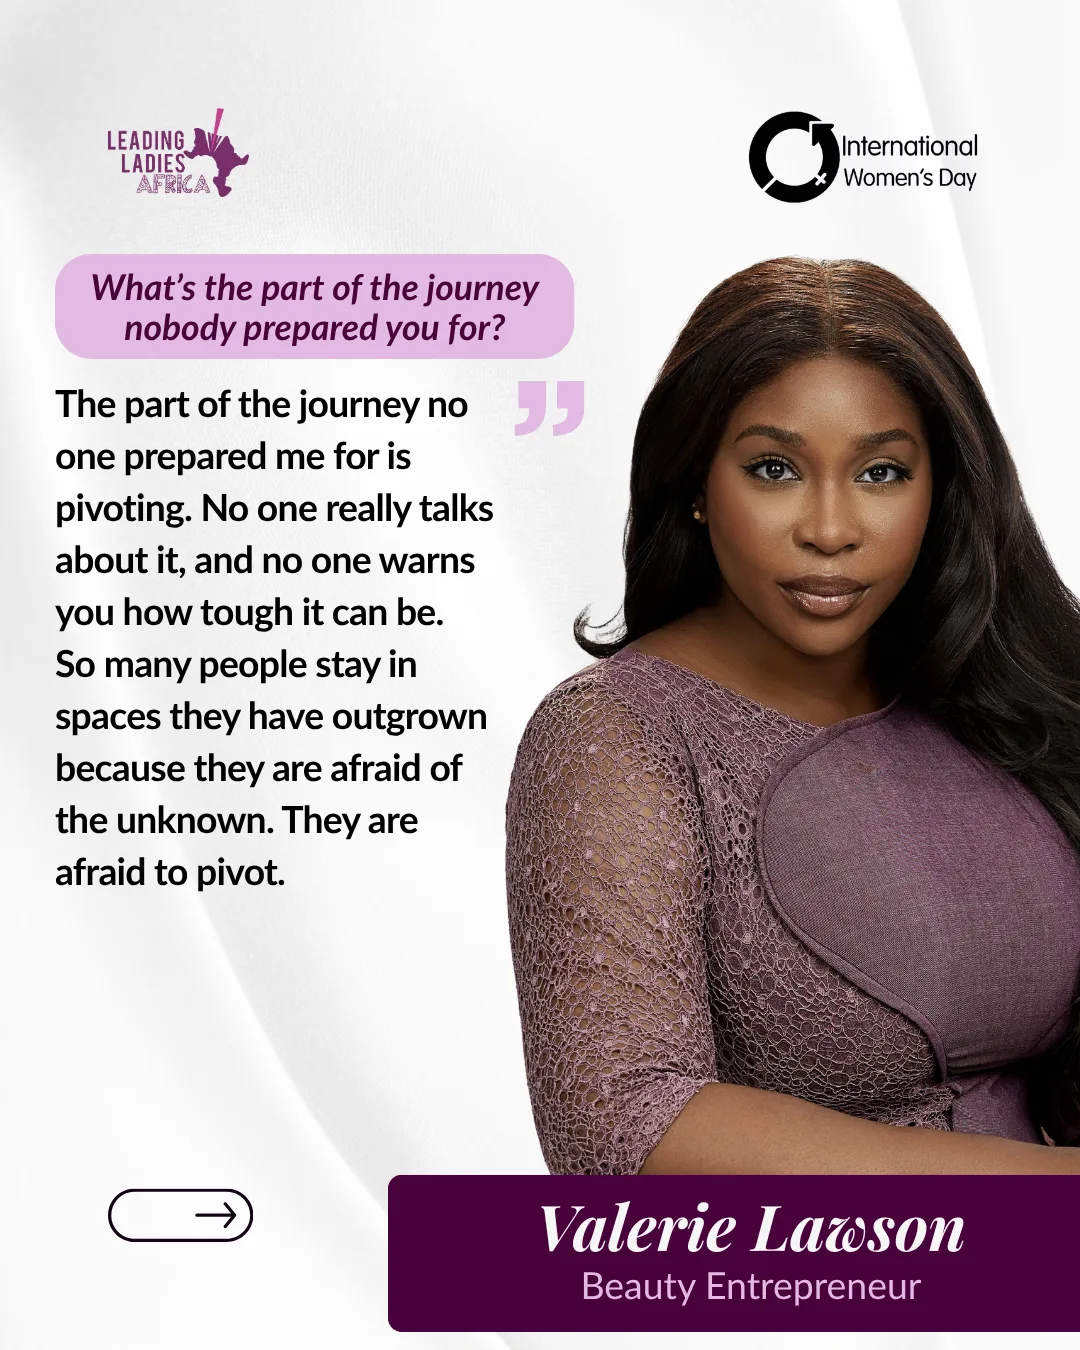 LEADING
LADIES
AFRICA
International
Women's Day
What's the part of the journey
nobody prepared you for?
The part of the journey no
one prepared me for is
pivoting. No one really talks
about it, and no one warns
you how tough it can be.
So many people stay in
spaces they have outgrown
because they are afraid of
the unknown. They are
afraid to pivot.
Valerie Lawson
Beauty Entrepreneur